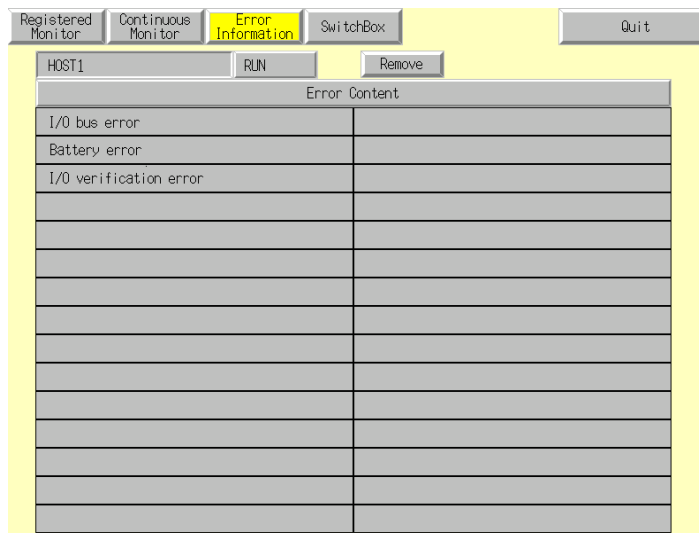 Registered Monitor
Continuous Monitor
Error Information
SwitchBox
Quit
HOST1
RUN
Remove
Error Content
I/O bus error
Battery error
I/O verification error